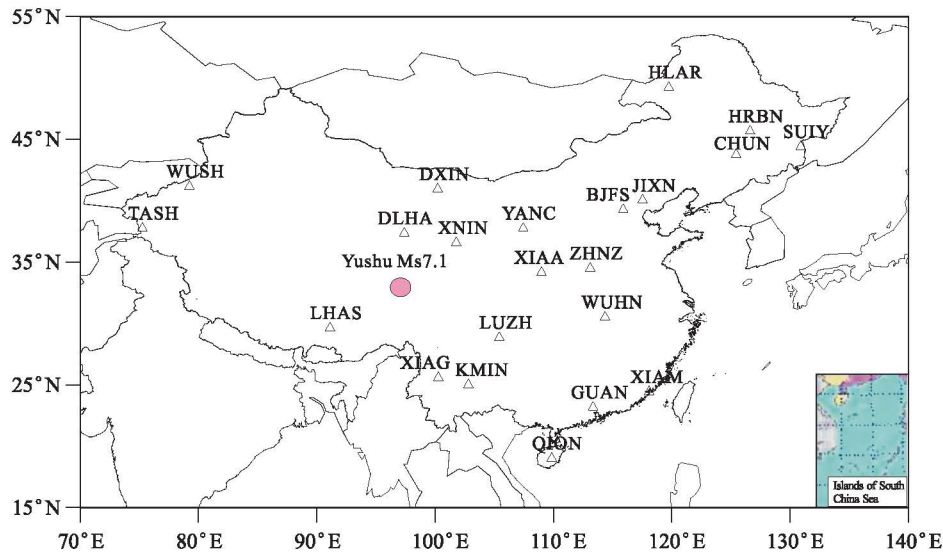 55°N
HLAR
HRBN
SUIY
45°N
CHUN
WUSH
DXIN
BJFS
JIXN
TASH
DLHA
XNIN
YANC
35°N
Yushu Ms7.1
XIAA
ZHNZ
LHAS
WUHN
LUZH
XIAG
KMIN
XIAM
25°N
GUAN
QION
Islands of South
China Sea
15°N
70°E
80°E
90°E
100°E
110°E
120°E
130°E
140°E